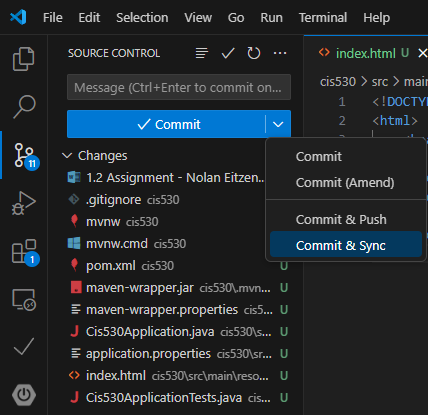 File Edit Selection View Go Run Terminal Help
SOURCE CONTROL
index.html U
Message (Ctrl+Enter to commit on...
cis530 > src > main
Commit
1 <!DOCTYP
2 <html>
3
Changes
11
Commit
Commit (Amend)
Commit & Push
Commit & Sync
1.2 Assignment - Nolan Eitzen...
.gitignore cis530
mvnw cis530
mvnw.cmd cis530
1
pom.xml cis530 U
maven-wrapper.jar cis530\.mvn... U
maven-wrapper.properties cis5... U
Cis530Application.java cis530\s... U
application.properties cis530\sr... U
index.html cis530\src\main\reso... U
Cis530ApplicationTests.java cis... U